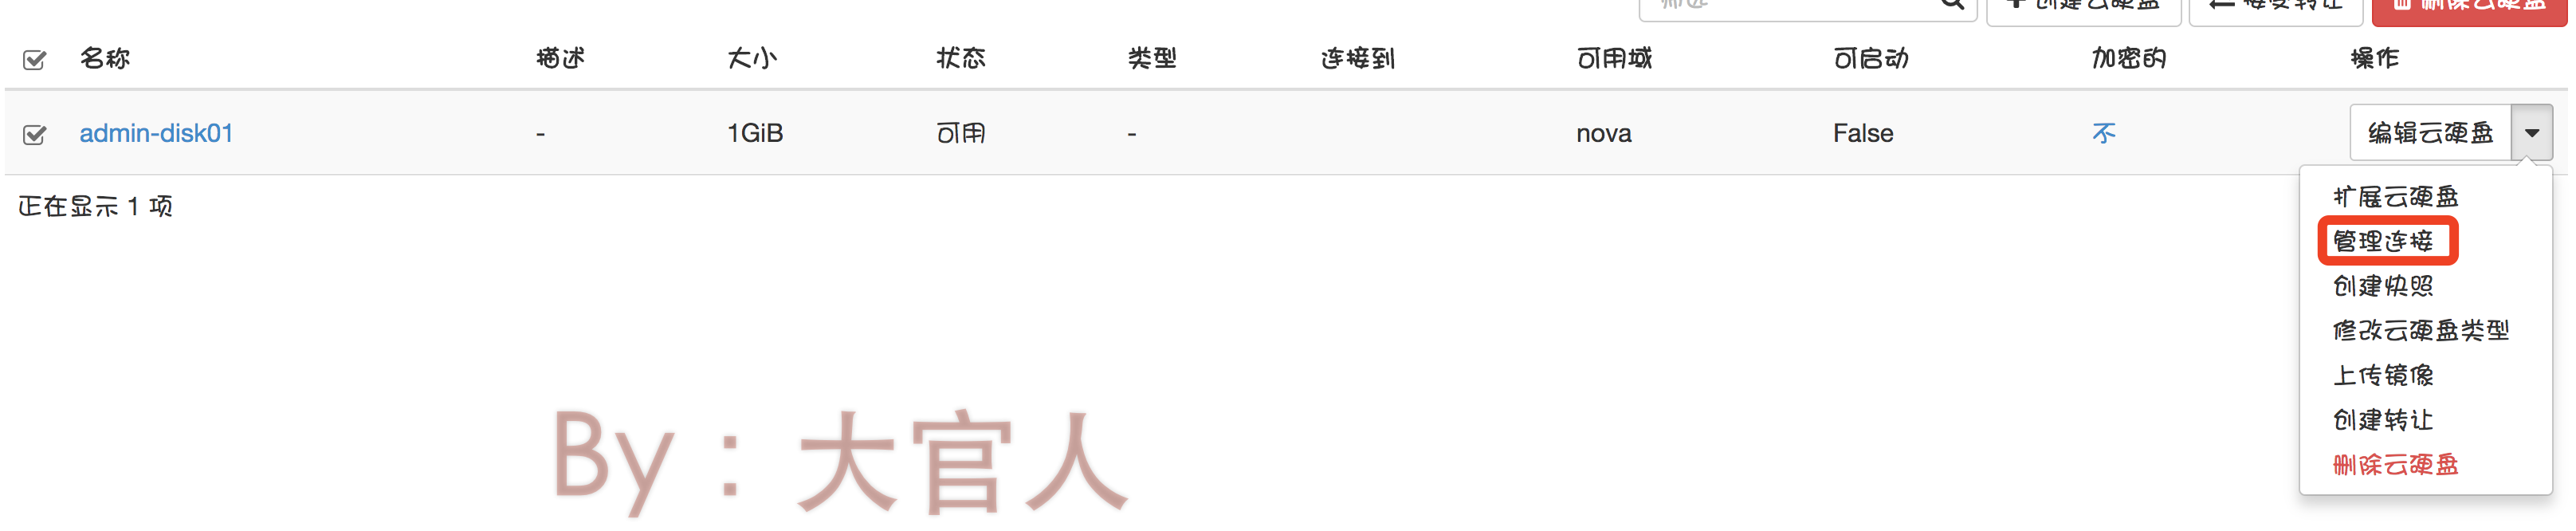 筛选 创建云硬盘 接受转让 删除云硬盘
名称 描述 大小 状态 类型 连接到 可用域 可启动 加密的 操作
admin-disk01 - 1GiB 可用 - nova False 不 编辑云硬盘
正在显示 1 项
扩展云硬盘
管理连接
创建快照
修改云硬盘类型
上传镜像
创建转让
删除云硬盘
By：大官人